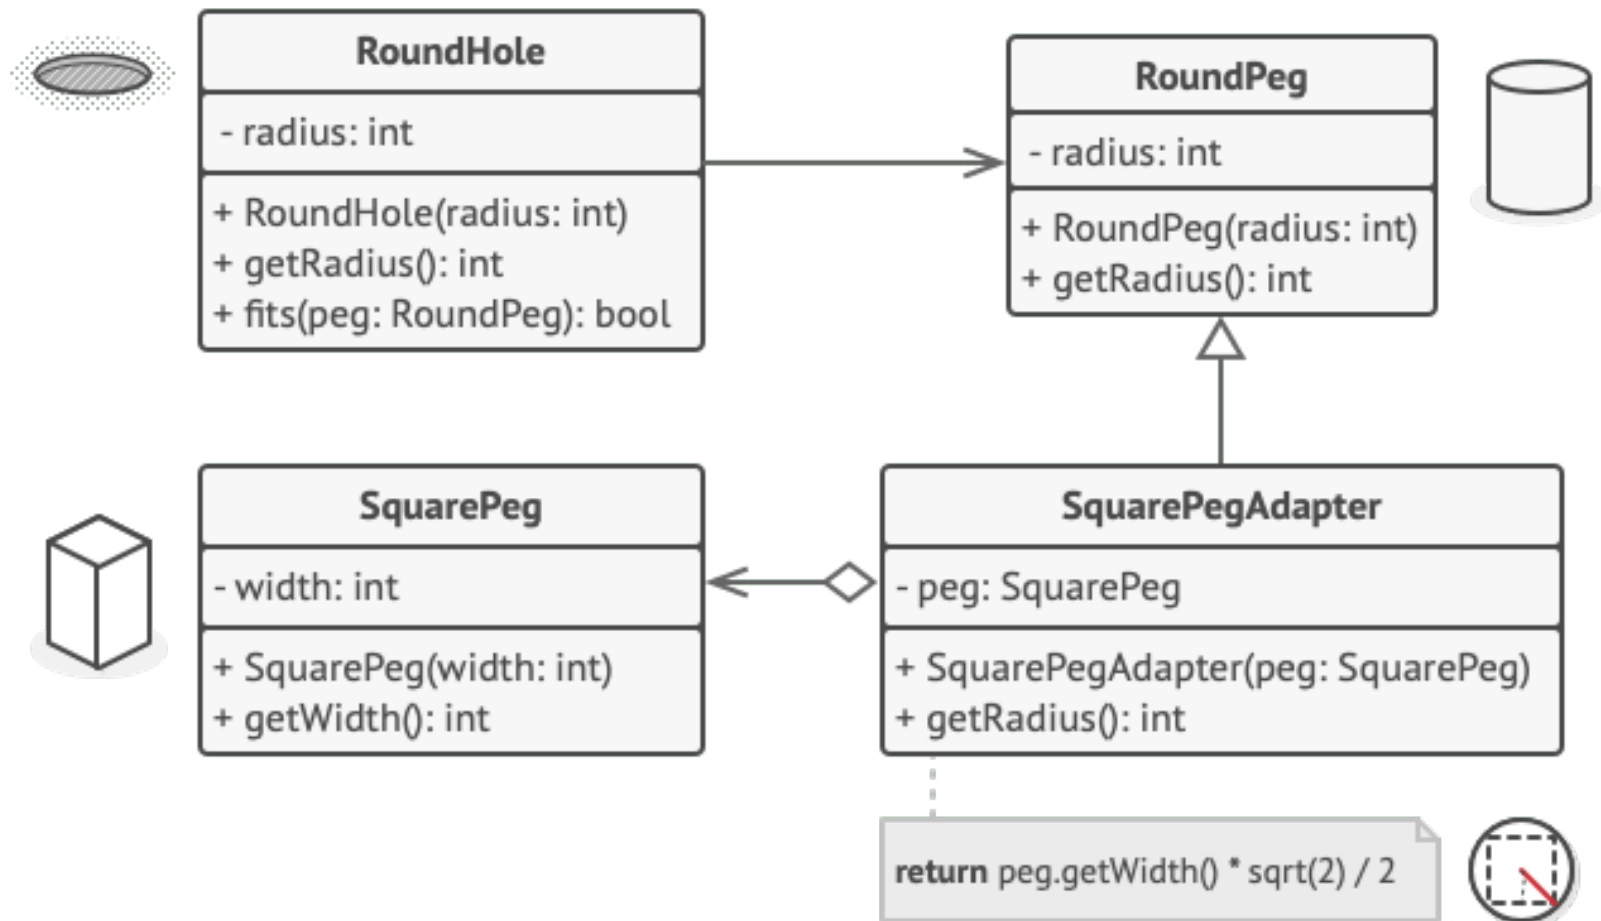 RoundHole
- radius: int
+ RoundHole(radius: int)
+ getRadius(): int
+ fits(peg: RoundPeg): bool
RoundPeg
- radius: int
+ RoundPeg(radius: int)
+ getRadius(): int
SquarePeg
- width: int
+ SquarePeg(width: int)
+ getWidth(): int
SquarePegAdapter
- peg: SquarePeg
+ SquarePegAdapter(peg: SquarePeg)
+ getRadius(): int
return peg.getWidth() * sqrt(2) / 2